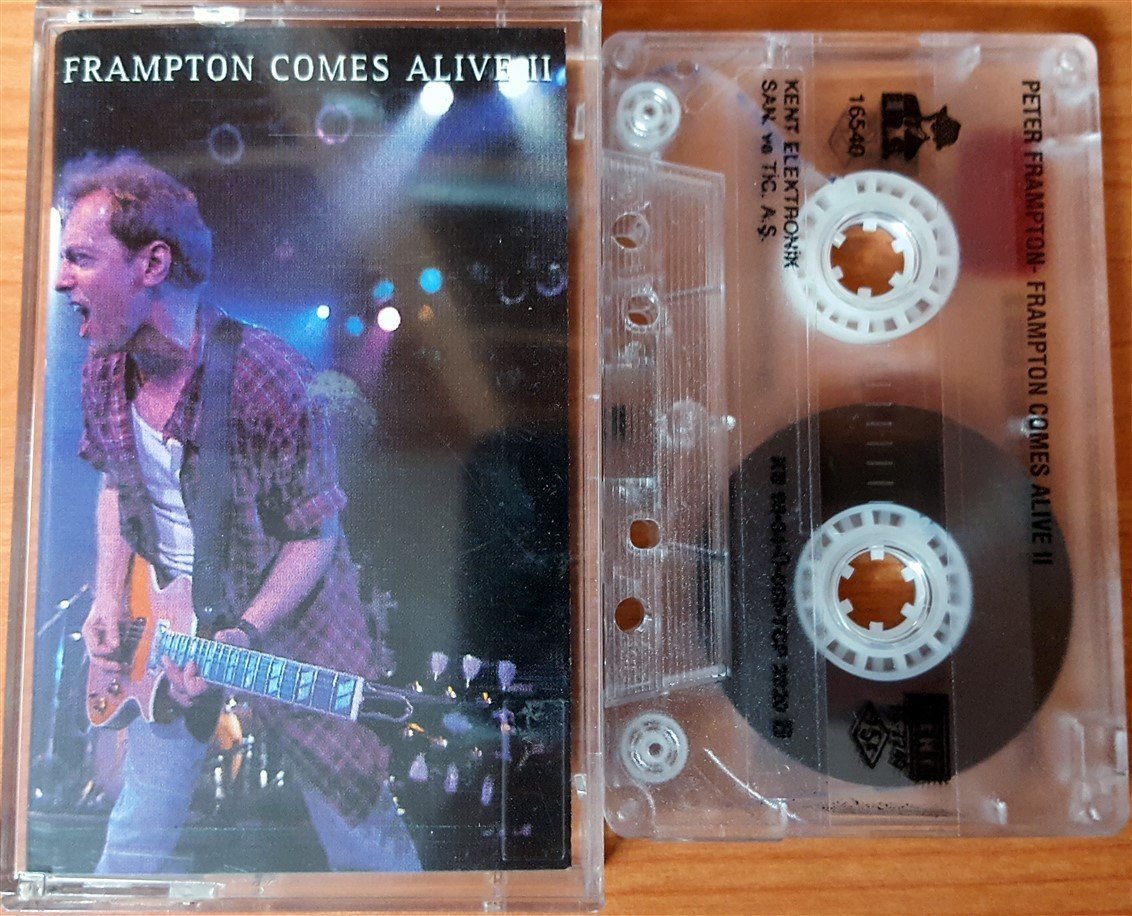 FRAMPTON COMES ALIVE II
PETER FRAMPTON- FRAMPTON COMES ALIVE II
16540
KENT ELEKTRONİK
SAN. ve TİC. A.Ş.